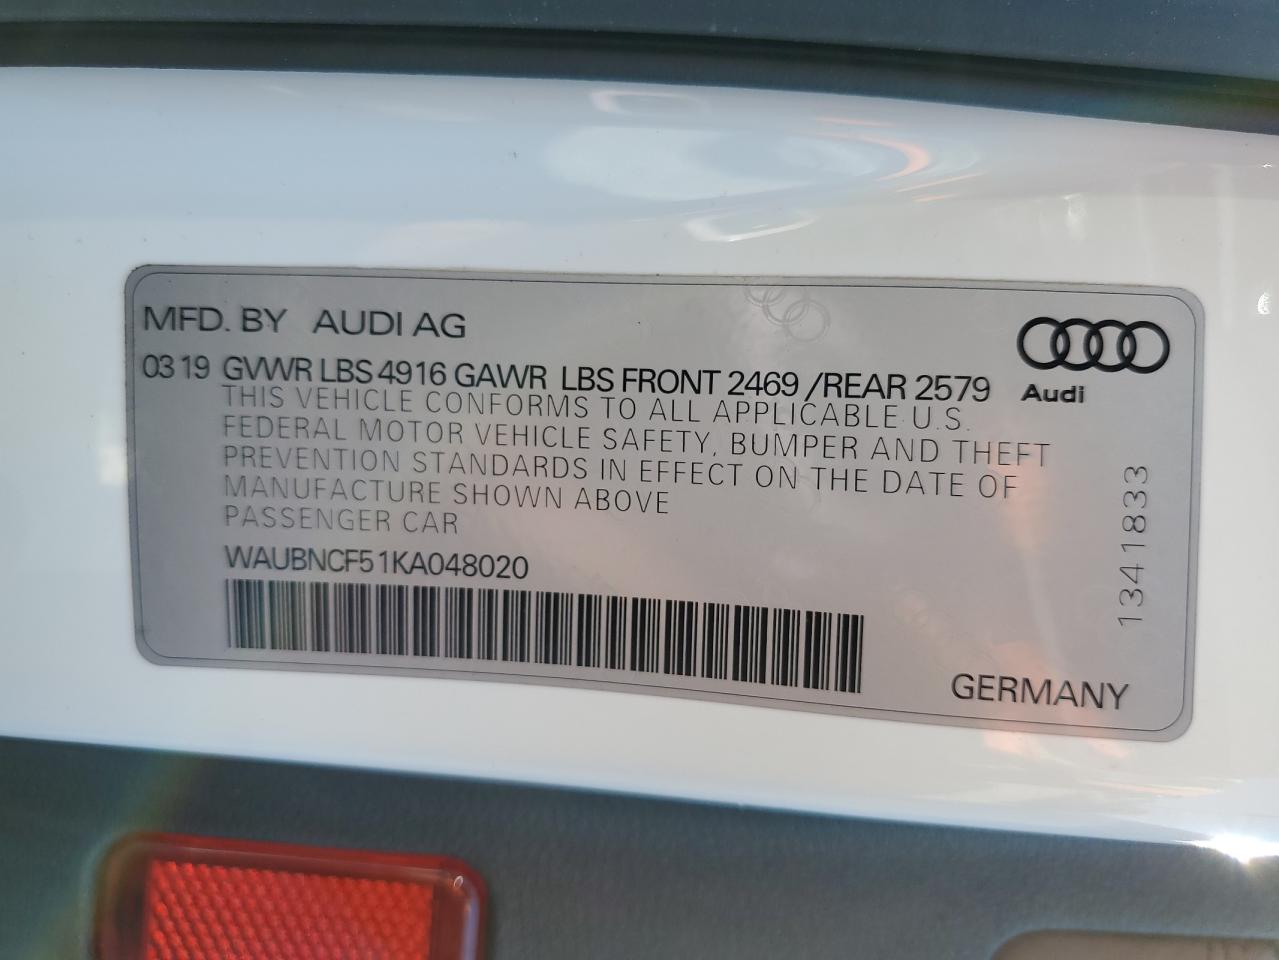 MFD. BY AUDI AG
03 19 GVWR LBS 4916 GAWR LBS FRONT 2469 /REAR 2579
Audi
THIS VEHICLE CONFORMS TO ALL APPLICABLE U.S.
FEDERAL MOTOR VEHICLE SAFETY, BUMPER AND THEFT
PREVENTION STANDARDS IN EFFECT ON THE DATE OF
MANUFACTURE SHOWN ABOVE
PASSENGER CAR
WAUBNCF51KA048020
1341833
GERMANY